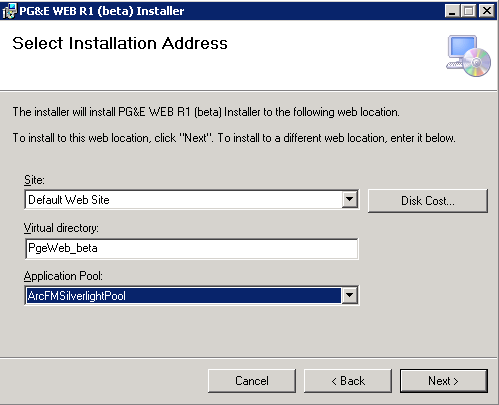 PG&E WEB R1 (beta) Installer
Select Installation Address
The installer will install PG&E WEB R1 (beta) Installer to the following web location.
To install to this web location, click "Next". To install to a different web location, enter it below.
Site:
Default Web Site
Disk Cost...
Virtual directory:
PgeWeb_beta
Application Pool:
ArcFMSilverlightPool
Cancel
< Back
Next >